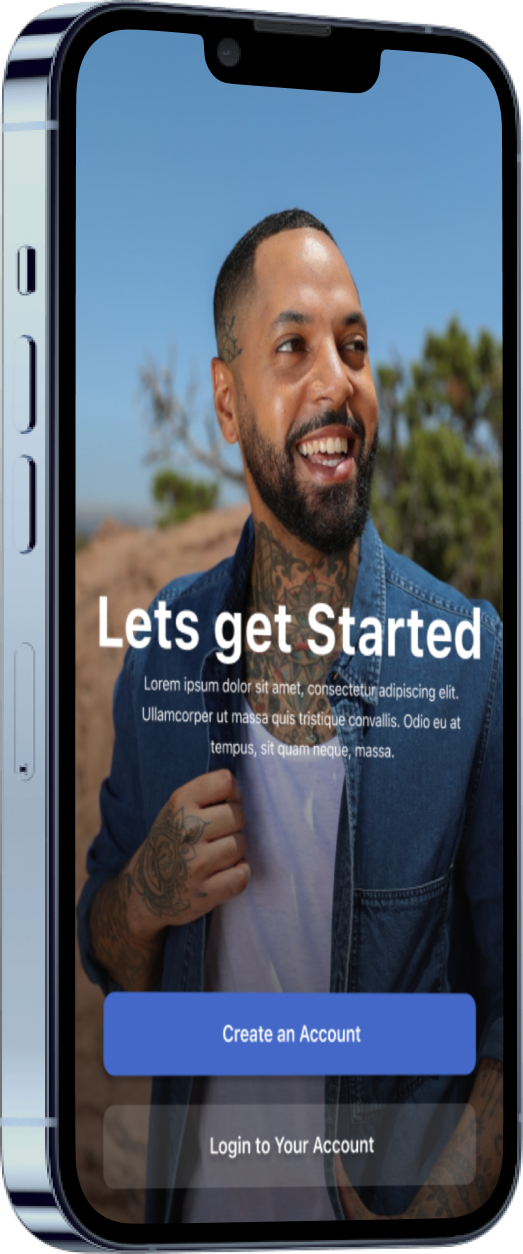 Lets get Started
Lorem ipsum dolor sit amet, consectetur adipiscing elit.
Ullamcorper ut massa quis tristique convallis. Odio eu at
tempus, sit quam neque, massa.
Create an Account
Login to Your Account